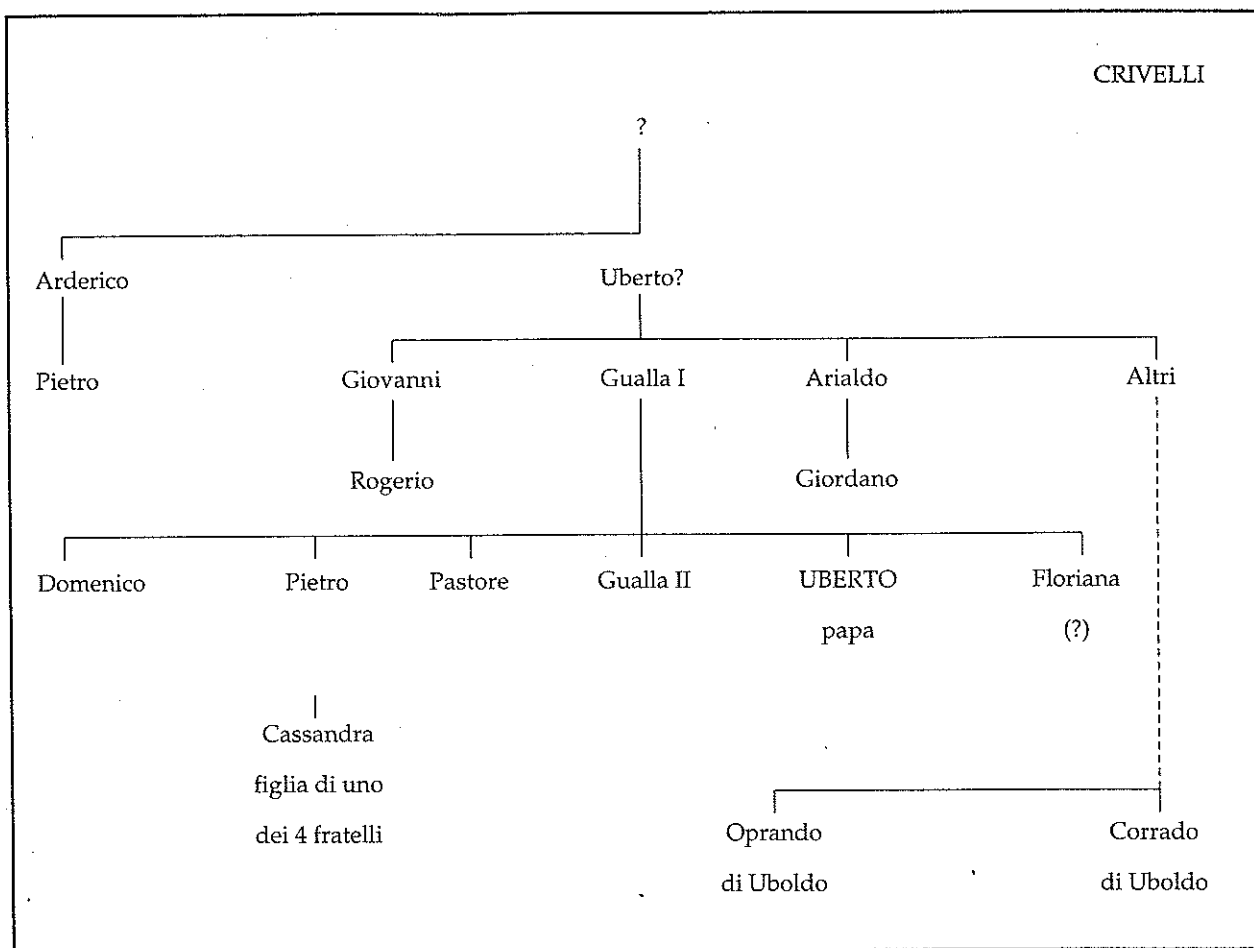 CRIVELLI
?
Arderico Uberto?
Pietro Giovanni Gualla I Arialdo Altri
Rogerio Giordano
Domenico Pietro Pastore Gualla II UBERTO Floriana
papa (?)
Cassandra
figlia di uno
dei 4 fratelli
Oprando Corrado
di Uboldo di Uboldo